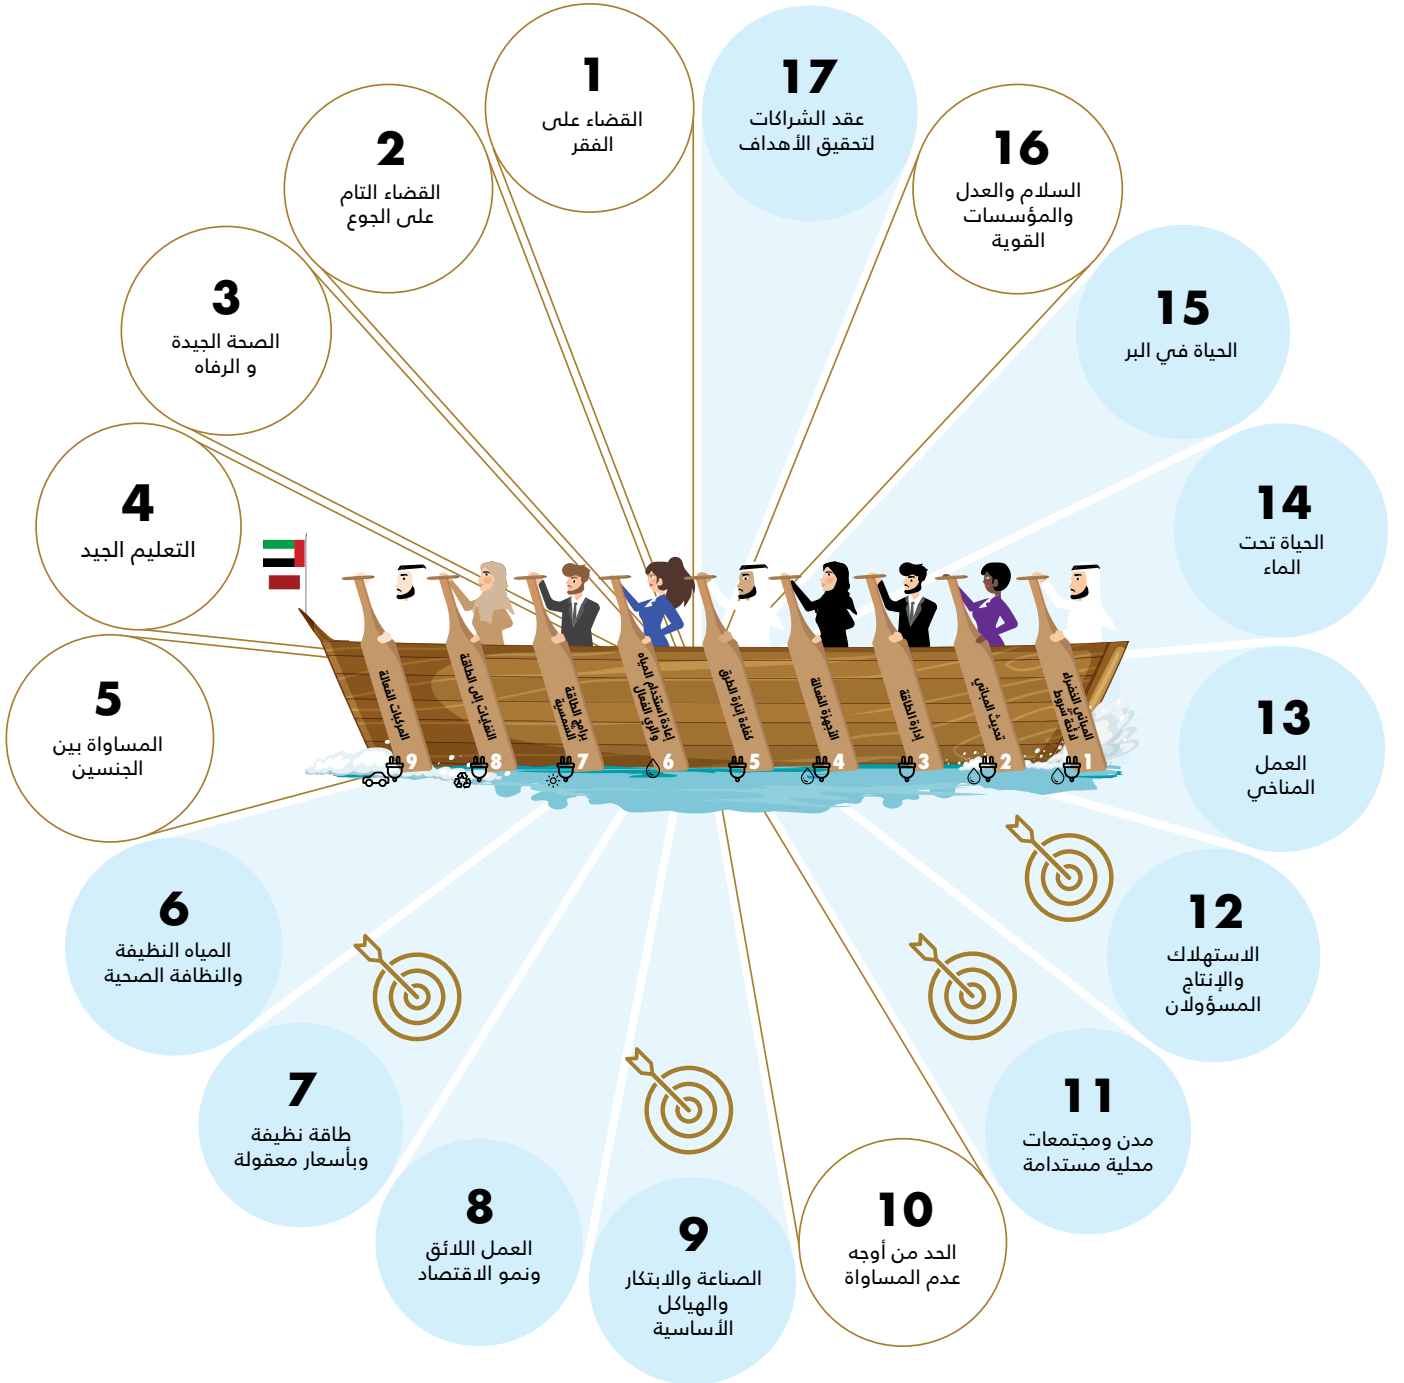 1
القضاء على
الفقر
2
القضاء التام
على الجوع
3
الصحة الجيدة
و الرفاه
4
التعليم الجيد
5
المساواة بين
الجنسين
6
المياه النظيفة
والنظافة الصحية
7
طاقة نظيفة
وبأسعار معقولة
8
العمل اللائق
ونمو الاقتصاد
9
الصناعة والابتكار
والهياكل
الأساسية
10
الحد من أوجه
عدم المساواة
11
مدن ومجتمعات
محلية مستدامة
12
الاستهلاك
والإنتاج
المسؤولان
13
العمل
المناخي
14
الحياة تحت
الماء
15
الحياة في البر
16
السلام والعدل
والمؤسسات
القوية
17
عقد الشراكات
لتحقيق الأهداف
لائحة شروط
المباني الخضراء
1
تحديث المباني
2
إدارة الطاقة
3
الأجهزة الفعالة
4
كفاءة إنارة الطرق
5
إعادة استخدام المياه
والري الفعال
6
برامج الطاقة
الشمسية
7
النفايات إلى الطاقة
8
المركبات الفعالة
9